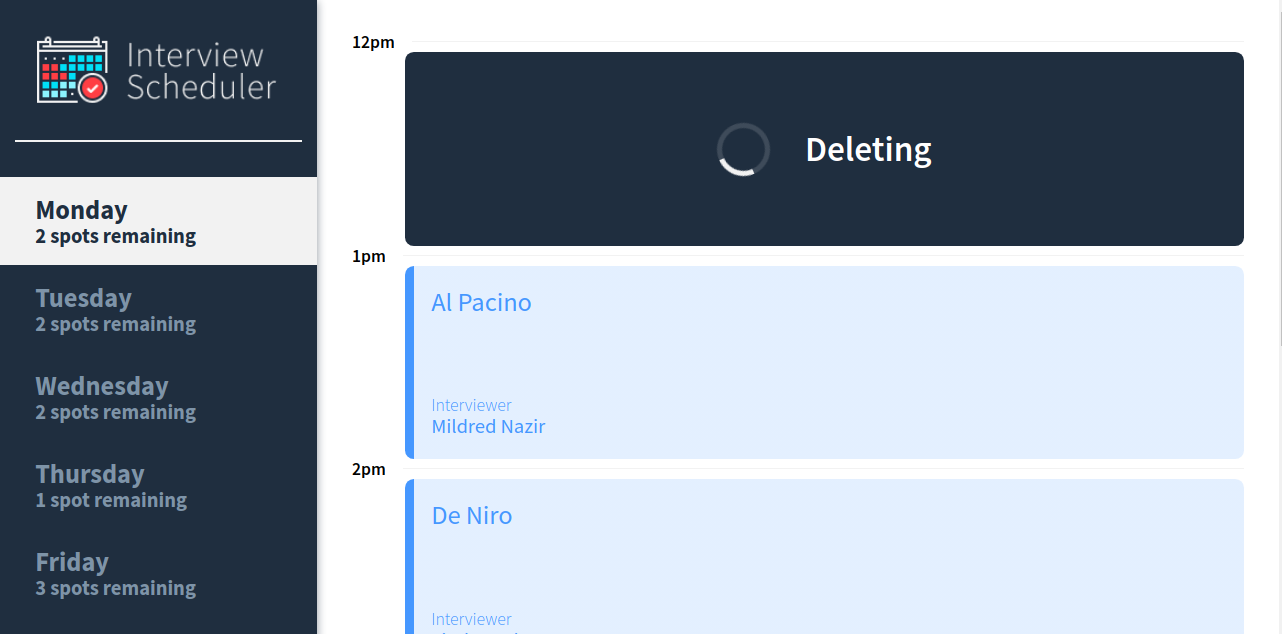 Interview
Scheduler
Monday
2 spots remaining
Tuesday
2 spots remaining
Wednesday
2 spots remaining
Thursday
1 spot remaining
Friday
3 spots remaining
12pm
Deleting
1pm
Al Pacino
Interviewer
Mildred Nazir
2pm
De Niro
Interviewer